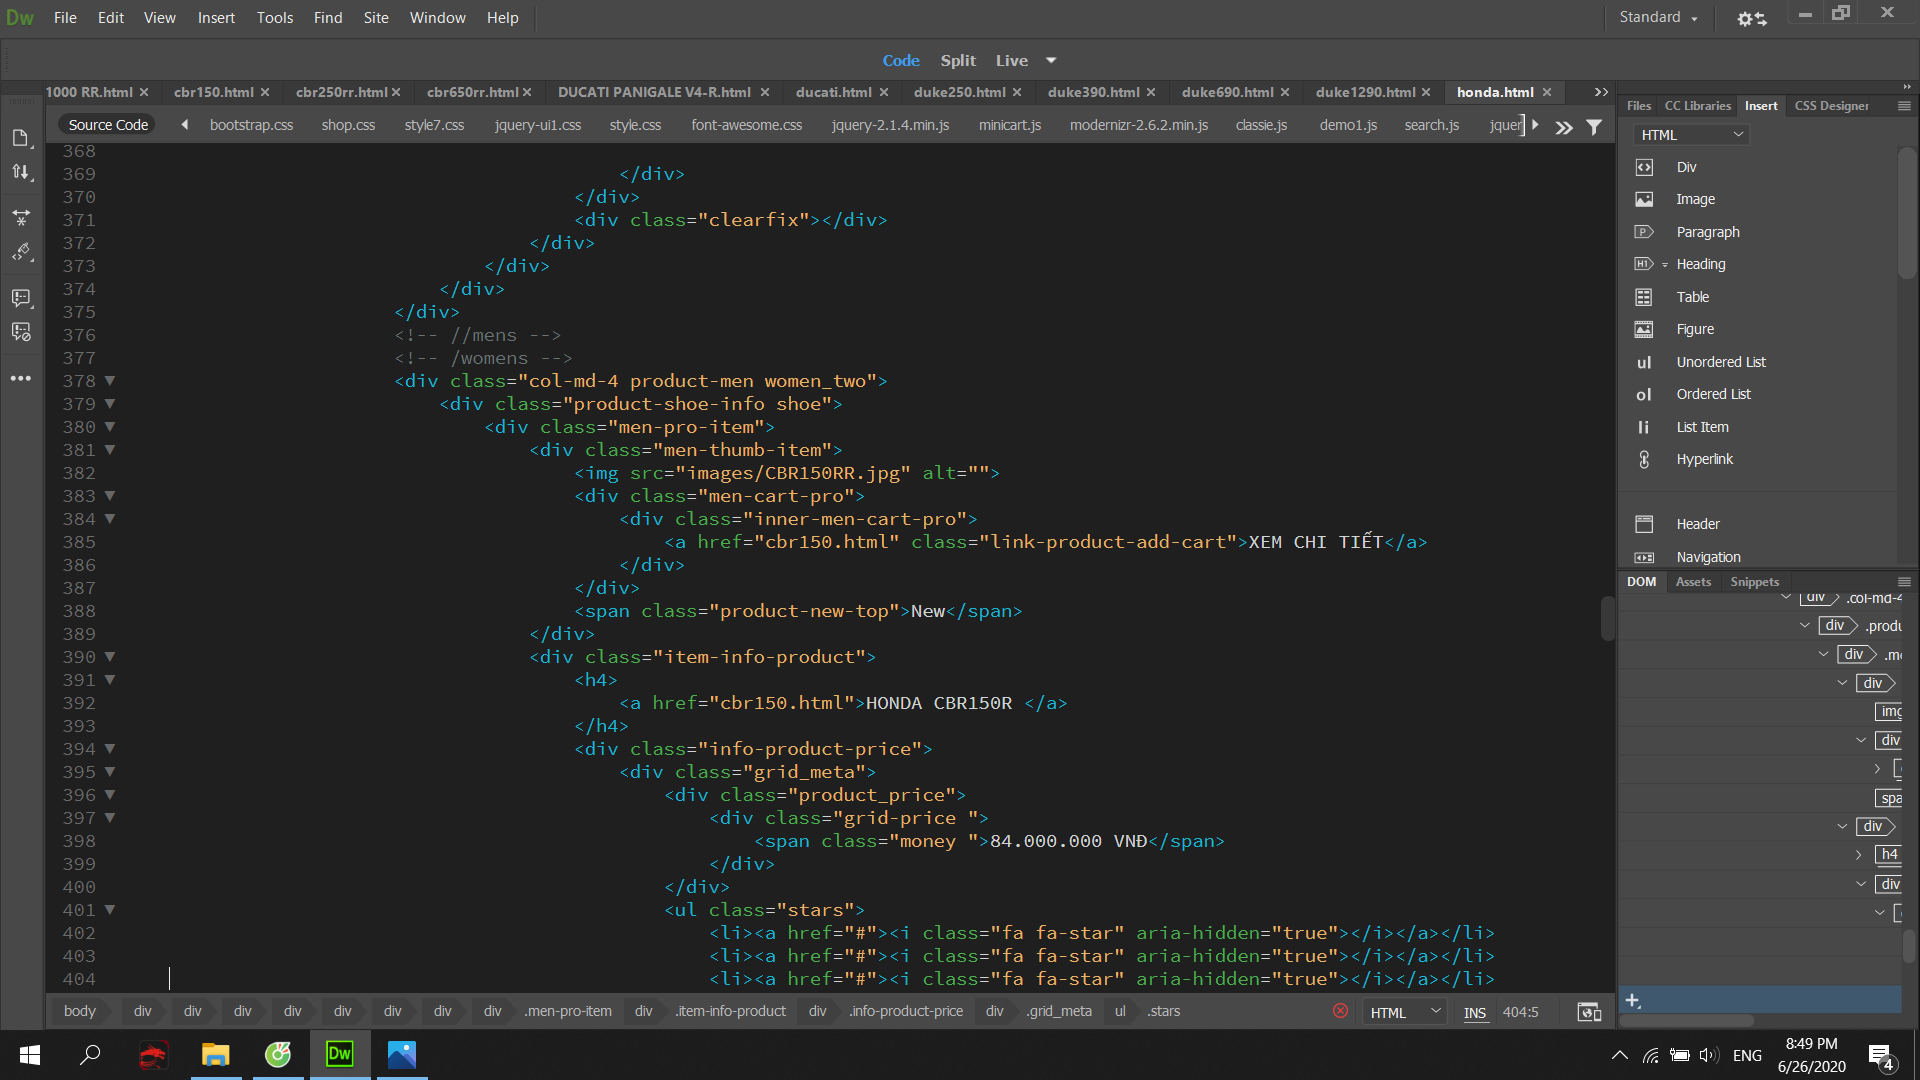 Dw File Edit View Insert Tools Find Site Window Help Standard
Code Split Live
1000 RR.html cbr150.html cbr250rr.html cbr650rr.html DUCATI PANIGALE V4-R.html ducati.html duke250.html duke390.html duke690.html duke1290.html honda.html
Source Code bootstrap.css shop.css style7.css jquery-ui1.css style.css font-awesome.css jquery-2.1.4.min.js minicart.js modernizr-2.6.2.min.js classie.js demo1.js search.js jquer
368
369 </div>
370 </div>
371 <div class="clearfix"></div>
372 </div>
373 </div>
374 </div>
375 </div>
376 <!-- //mens -->
377 <!-- /womens -->
378 <div class="col-md-4 product-men women_two">
379 <div class="product-shoe-info shoe">
380 <div class="men-pro-item">
381 <div class="men-thumb-item">
382 <img src="images/CBR150RR.jpg" alt="">
383 <div class="men-cart-pro">
384 <div class="inner-men-cart-pro">
385 <a href="cbr150.html" class="link-product-add-cart">XEM CHI TIẾT</a>
386 </div>
387 </div>
388 <span class="product-new-top">New</span>
389 </div>
390 <div class="item-info-product">
391 <h4>
392 <a href="cbr150.html">HONDA CBR150R </a>
393 </h4>
394 <div class="info-product-price">
395 <div class="grid_meta">
396 <div class="product_price">
397 <div class="grid-price ">
398 <span class="money ">84.000.000 VNĐ</span>
399 </div>
400 </div>
401 <ul class="stars">
402 <li><a href="#"><i class="fa fa-star" aria-hidden="true"></i></a></li>
403 <li><a href="#"><i class="fa fa-star" aria-hidden="true"></i></a></li>
404 <li><a href="#"><i class="fa fa-star" aria-hidden="true"></i></a></li>
body div div div div div div div div .men-pro-item div .item-info-product div .info-product-price div .grid_meta ul .stars HTML INS 404:5
Files CC Libraries Insert CSS Designer
HTML
Div
Image
Paragraph
Heading
Table
Figure
ul Unordered List
ol Ordered List
li List Item
Hyperlink
Header
Navigation
DOM Assets Snippets
div .col-md-4
div .produ
div .me
div
img
div
spa
div
h4
div
Dw
ENG
8:49 PM
6/26/2020
4